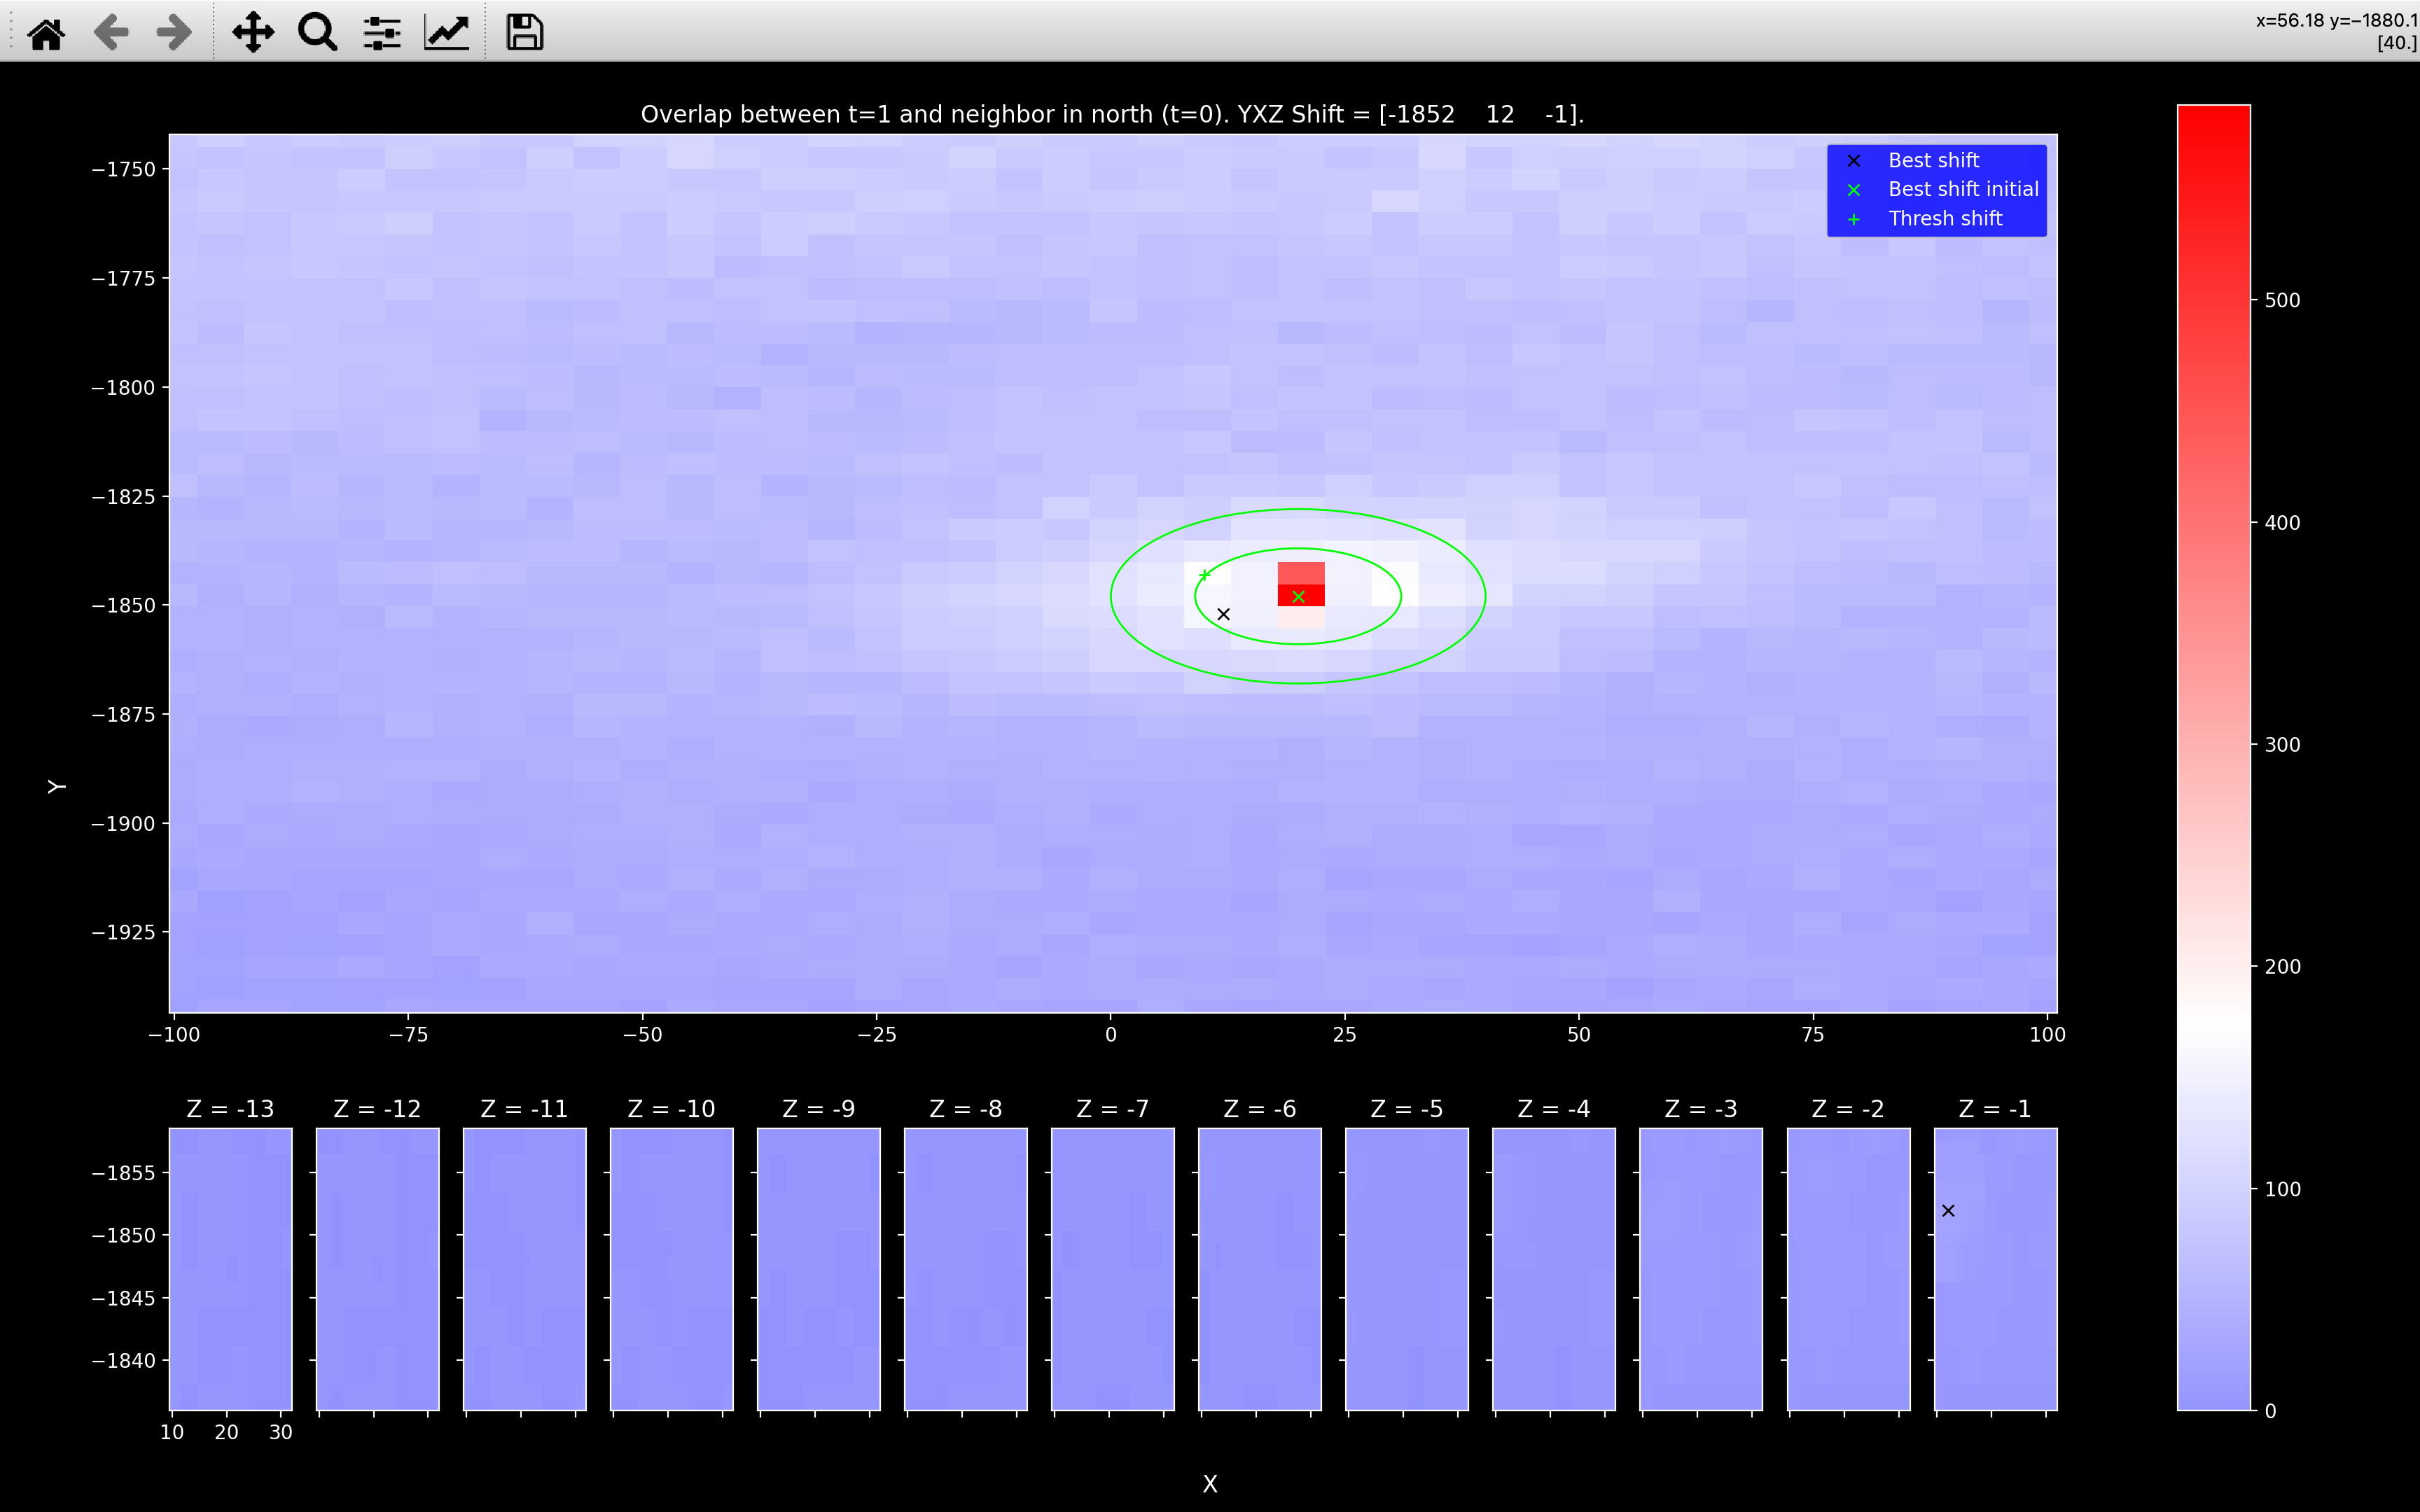 x=56.18 y=−1880.1
[40.]
Overlap between t=1 and neighbor in north (t=0). YXZ Shift = [-1852 12 -1].
Best shift
Best shift initial
Thresh shift
−1750
−1775
−1800
−1825
−1850
−1875
−1900
−1925
Y
−100 −75 −50 −25 0 25 50 75 100
500
400
300
200
100
0
Z = -13 Z = -12 Z = -11 Z = -10 Z = -9 Z = -8 Z = -7 Z = -6 Z = -5 Z = -4 Z = -3 Z = -2 Z = -1
−1855
−1850
−1845
−1840
10 20 30
X